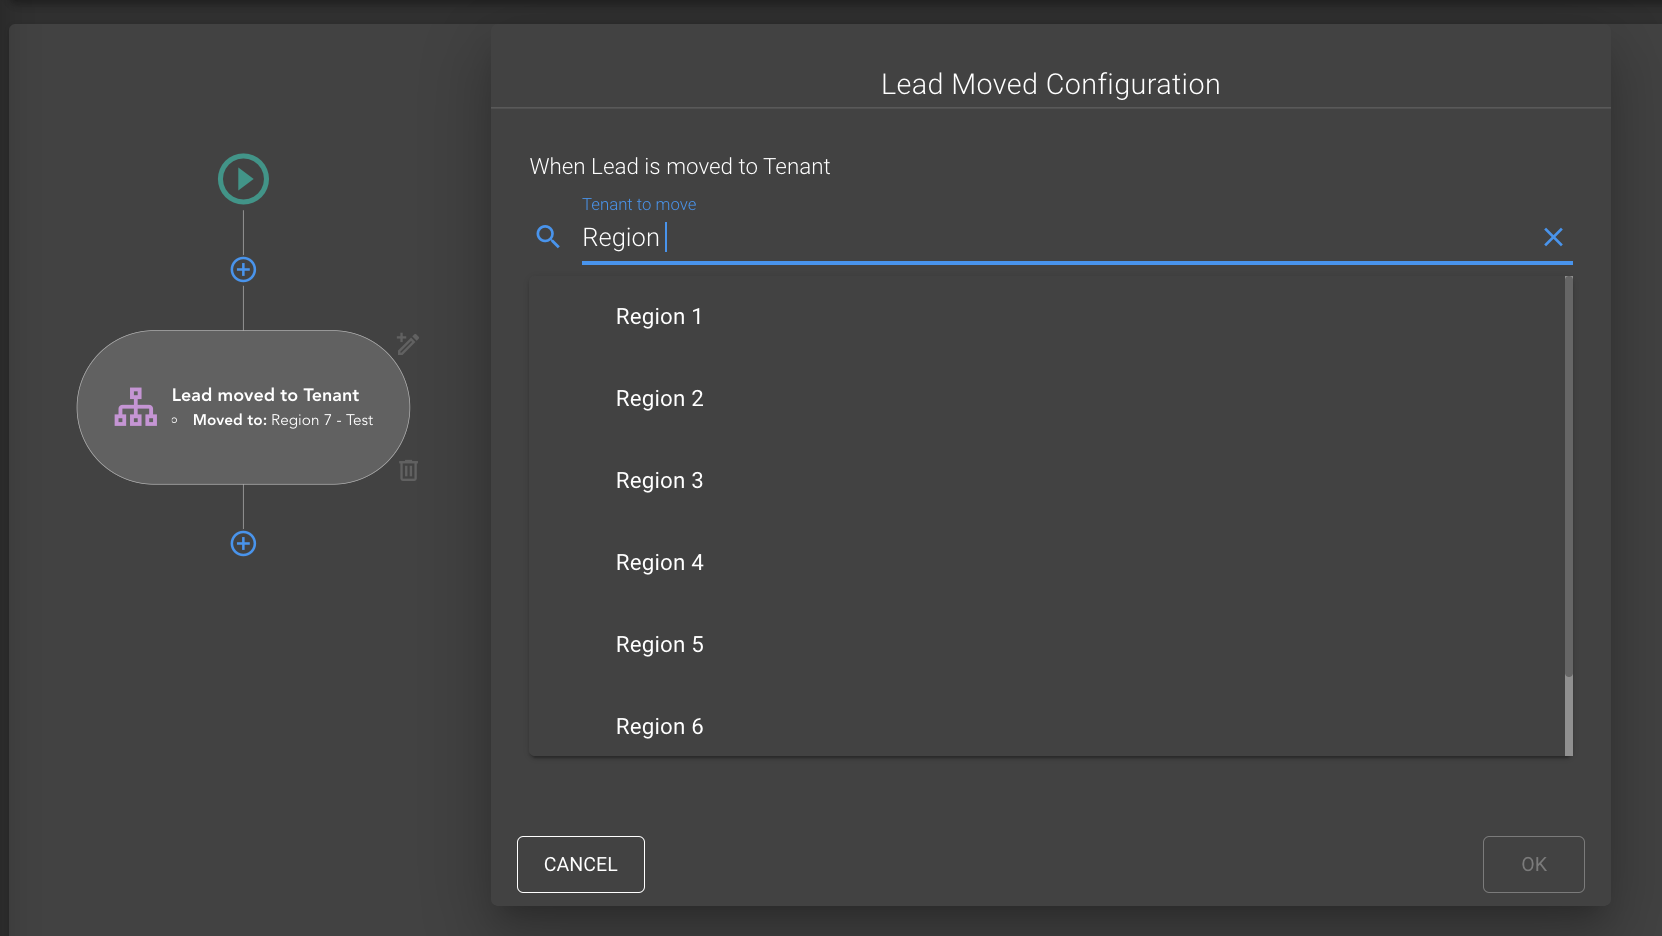 Lead Moved Configuration
When Lead is moved to Tenant
Tenant to move
Region
Region 1
Region 2
Region 3
Region 4
Region 5
Region 6
CANCEL
OK
Lead moved to Tenant
Moved to: Region 7 - Test